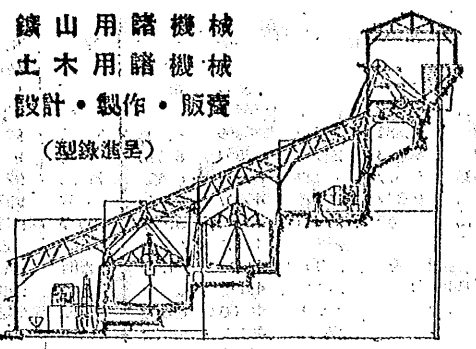 鑛山用諸機械
土木用諸機械
設計・製作・販賣
（型錄進呈）